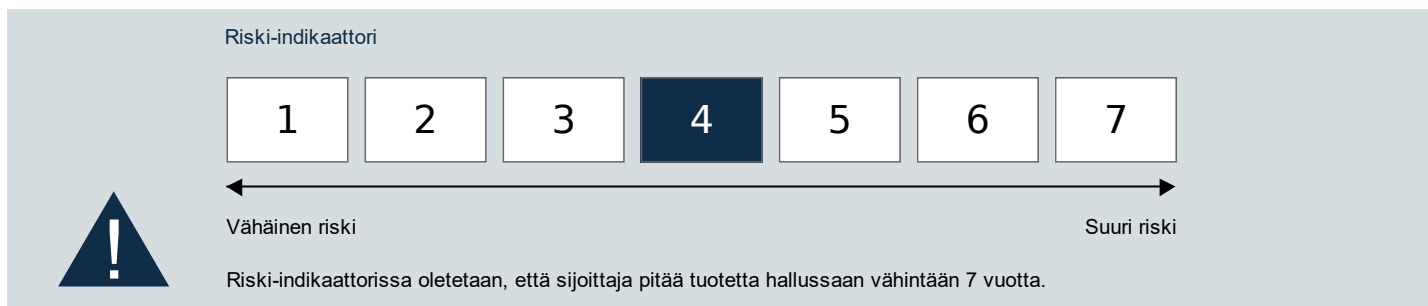 Riski-indikaattori
1 2 3 4 5 6 7
Vähäinen riski Suuri riski
!
Riski-indikaattorissa oletetaan, että sijoittaja pitää tuotetta hallussaan vähintään 7 vuotta.